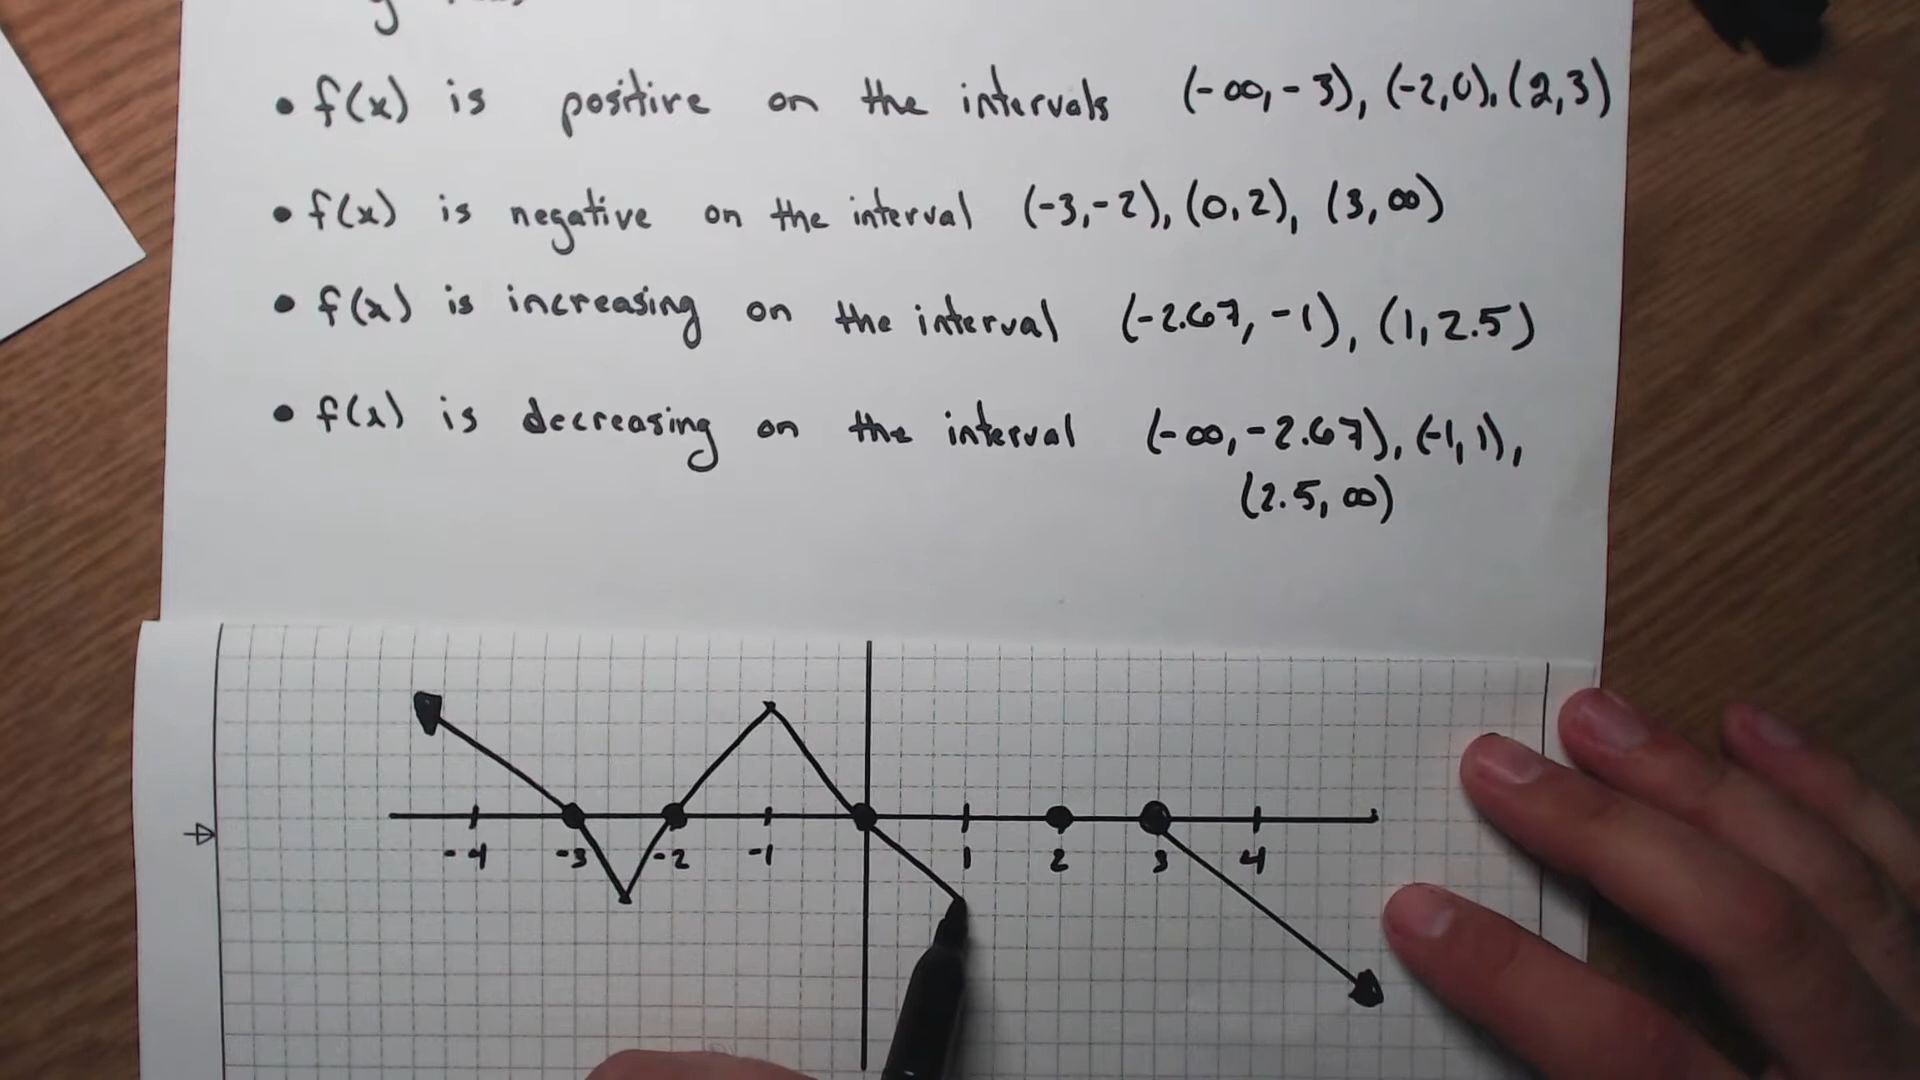 • f(x) is positive on the intervals (-∞, -3), (-2,0), (2,3)
• f(x) is negative on the interval (-3,-2), (0,2), (3,∞)
• f(x) is increasing on the interval (-2.67, -1), (1, 2.5)
• f(x) is decreasing on the interval (-∞, -2.67), (-1, 1),
(2.5, ∞)
-4 -3 -2 -1 1 2 3 4